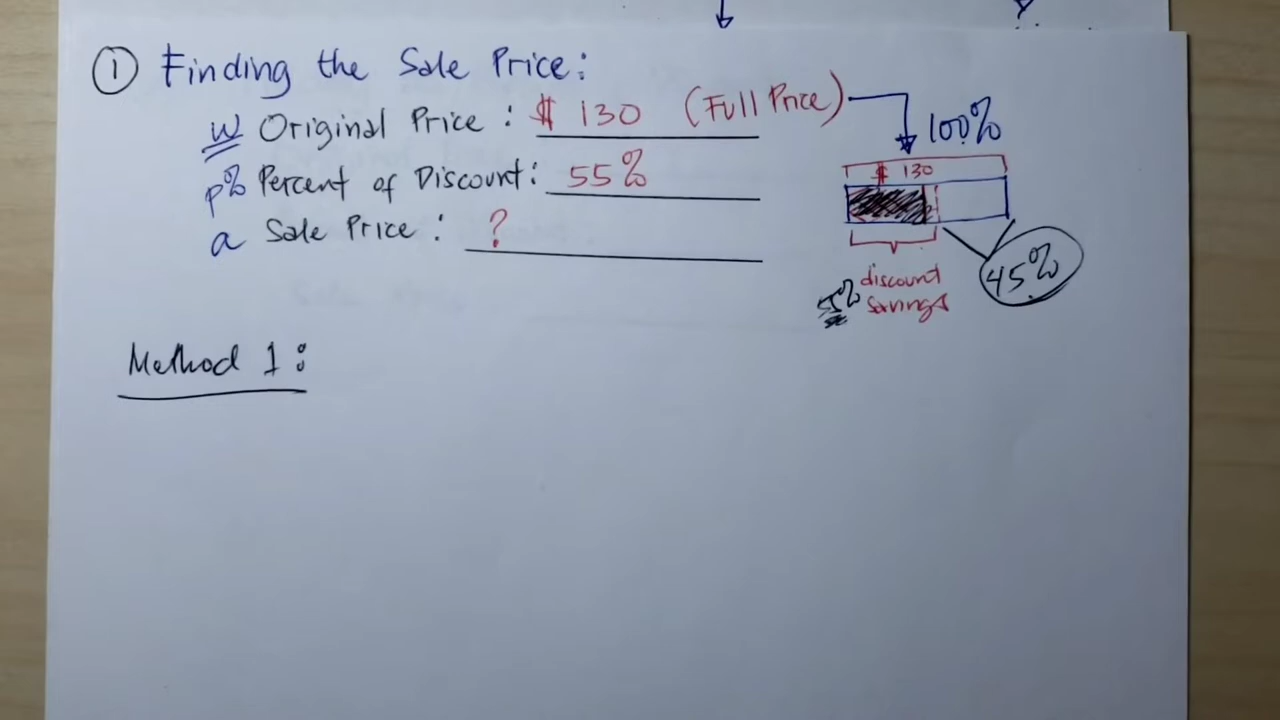 ① Finding the Sale Price:
w Original Price: $ 130 (Full Price)
100%
p% Percent of Discount: 55%
$ 130
a Sale Price: ?
45%
55% discount
savings
Method 1: